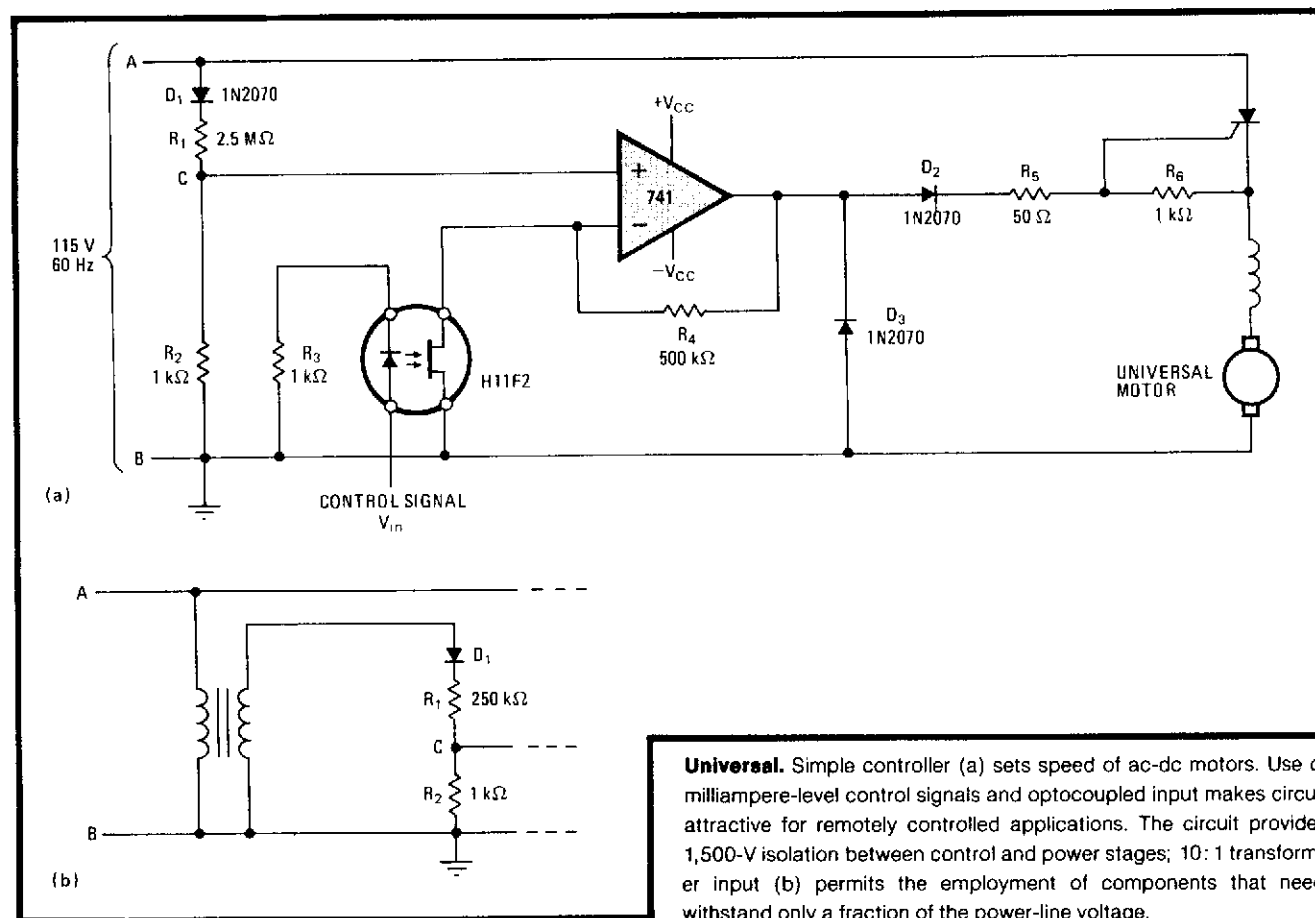 A
D1 1N2070
R1 2.5 MΩ
C
115 V
60 Hz
R2
1 kΩ
R3
1 kΩ
H11F2
B
(a)
CONTROL SIGNAL
Vin
+VCC
+
741
−
−VCC
R4
500 kΩ
D2
1N2070
R5
50 Ω
R6
1 kΩ
D3
1N2070
UNIVERSAL
MOTOR
A
D1
R1 250 kΩ
C
R2 1 kΩ
B
(b)
Universal. Simple controller (a) sets speed of ac-dc motors. Use
milliampere-level control signals and optocoupled input makes circu
attractive for remotely controlled applications. The circuit provide
1,500-V isolation between control and power stages; 10:1 transform-
er input (b) permits the employment of components that nee
withstand only a fraction of the power-line voltage.